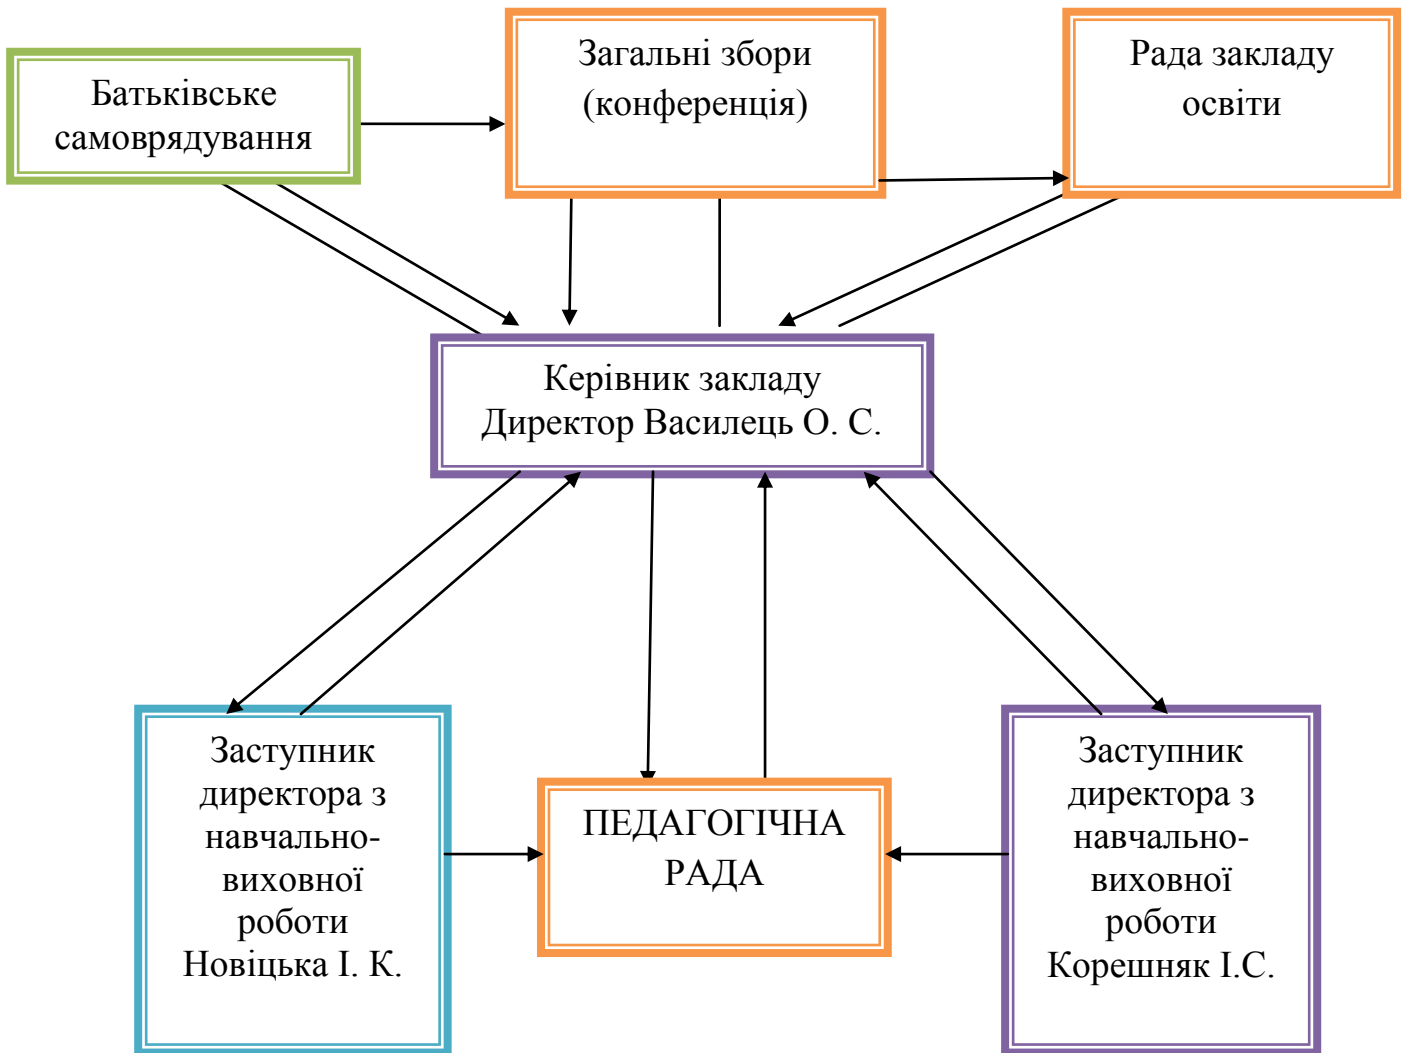 Батьківське
самоврядування
Загальні збори
(конференція)
Рада закладу
освіти
Керівник закладу
Директор Василець О. С.
Заступник
директора з
навчально-
виховної
роботи
Новіцька І. К.
ПЕДАГОГІЧНА
РАДА
Заступник
директора з
навчально-
виховної
роботи
Корешняк І.С.